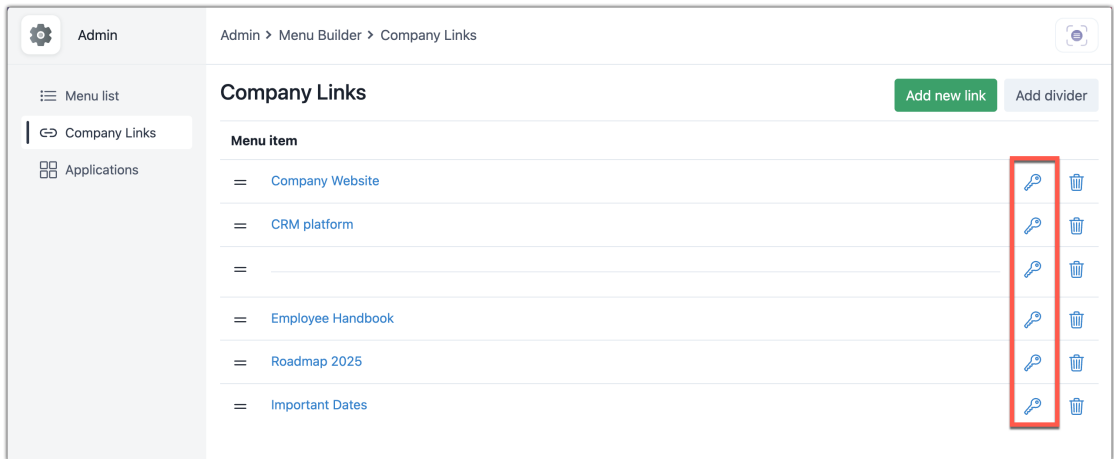 Admin
Admin > Menu Builder > Company Links
Menu list
Company Links
Applications
Company Links
Add new link
Add divider
Menu item
Company Website
CRM platform
Employee Handbook
Roadmap 2025
Important Dates